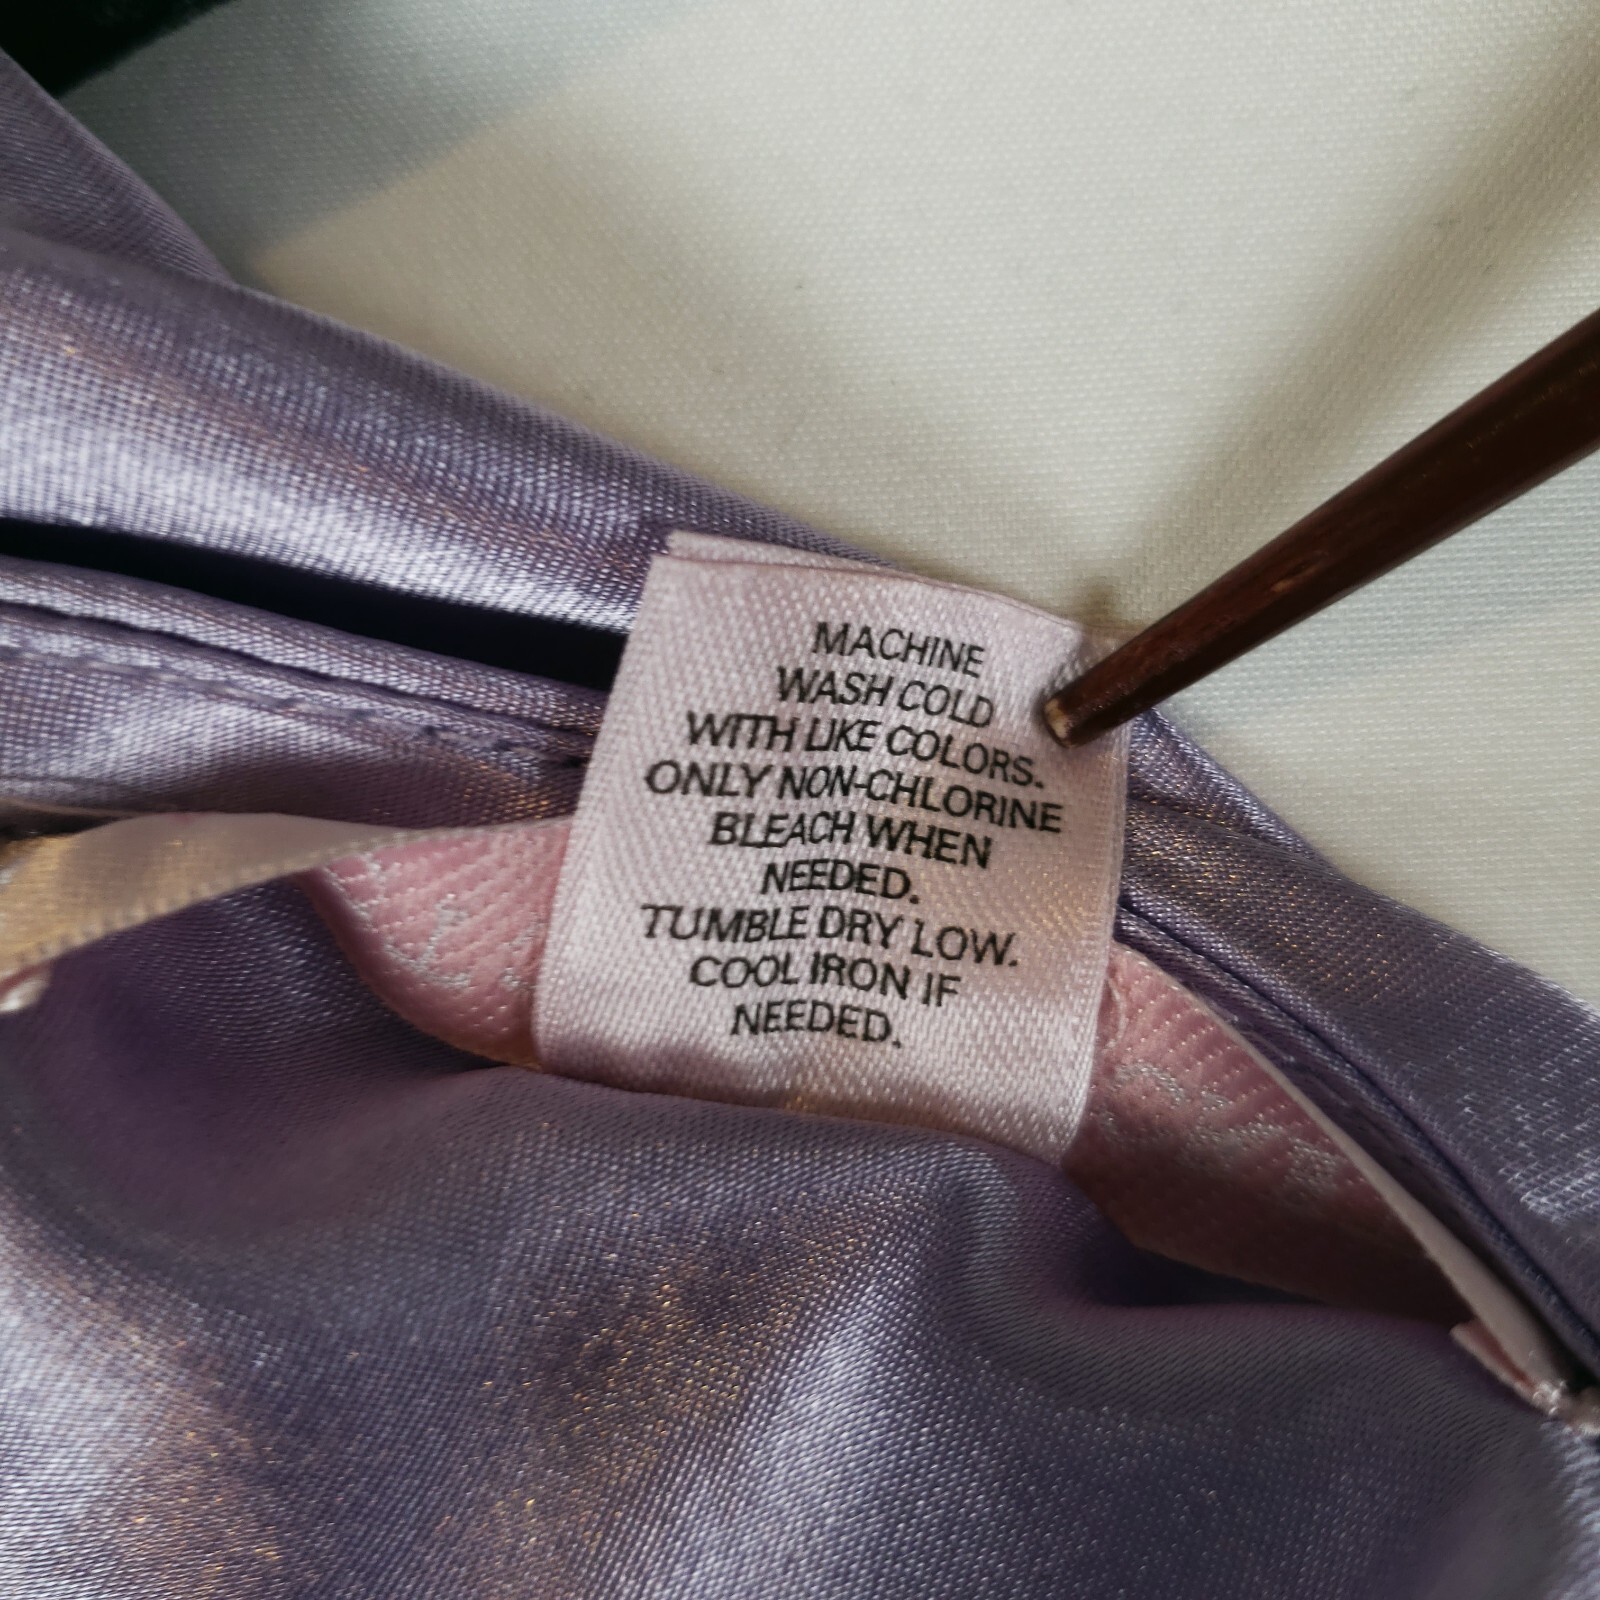 MACHINE
WASH COLD
WITH LIKE COLORS.
ONLY NON-CHLORINE
BLEACH WHEN
NEEDED.
TUMBLE DRY LOW.
COOL IRON IF
NEEDED.